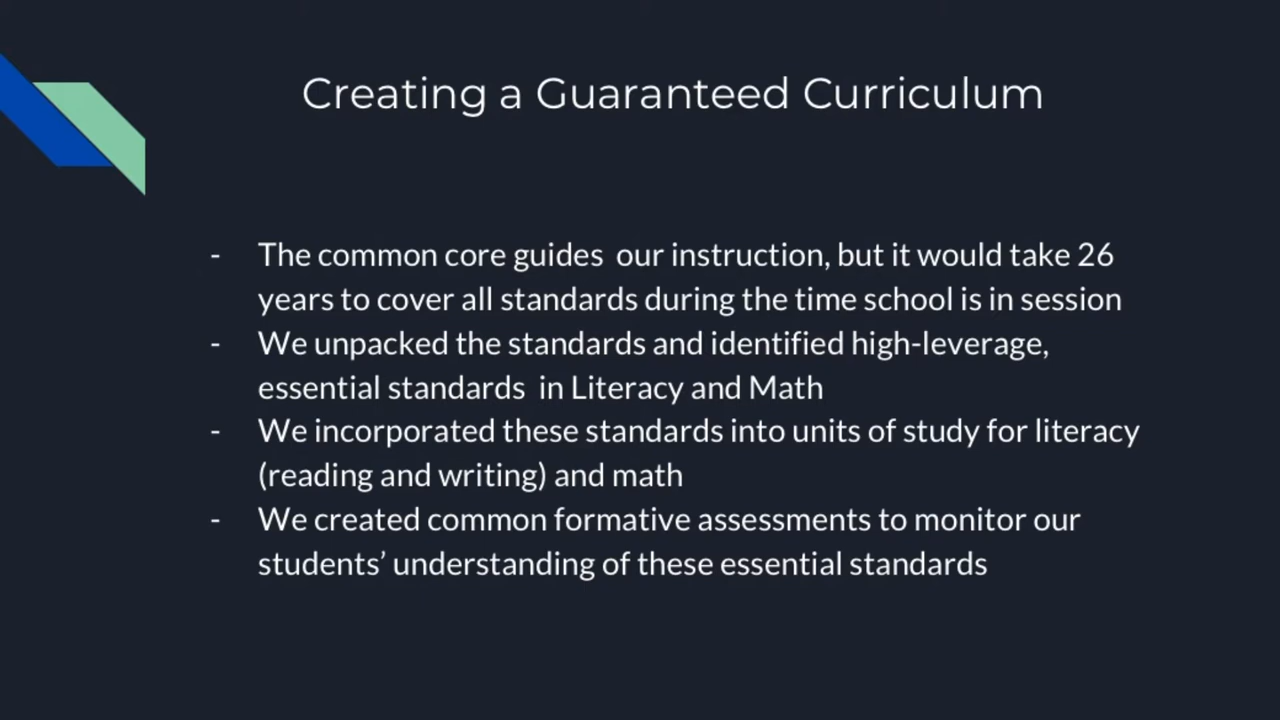 Creating a Guaranteed Curriculum
- The common core guides  our instruction, but it would take 26
years to cover all standards during the time school is in session
- We unpacked the standards and identified high-leverage,
essential standards  in Literacy and Math
- We incorporated these standards into units of study for literacy
(reading and writing) and math
- We created common formative assessments to monitor our
students’ understanding of these essential standards